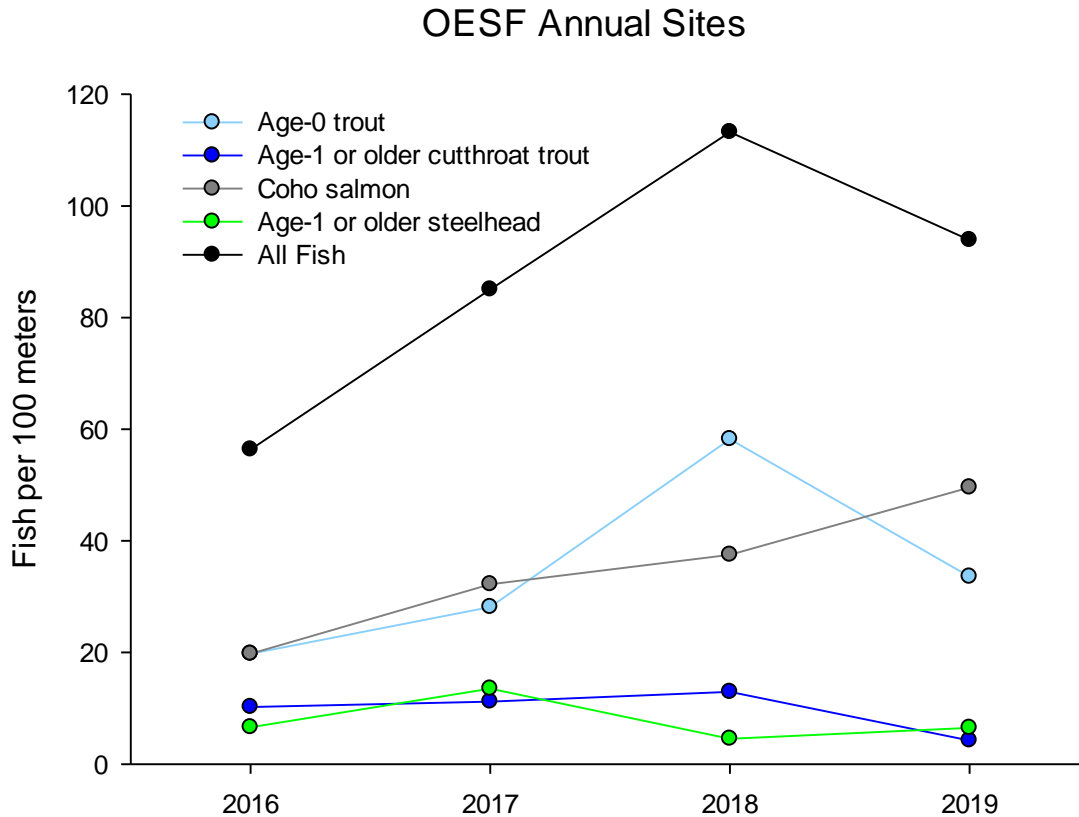 OESF Annual Sites
120
100
80
60
40
20
0
Fish per 100 meters
Age-0 trout
Age-1 or older cutthroat trout
Coho salmon
Age-1 or older steelhead
All Fish
2016
2017
2018
2019